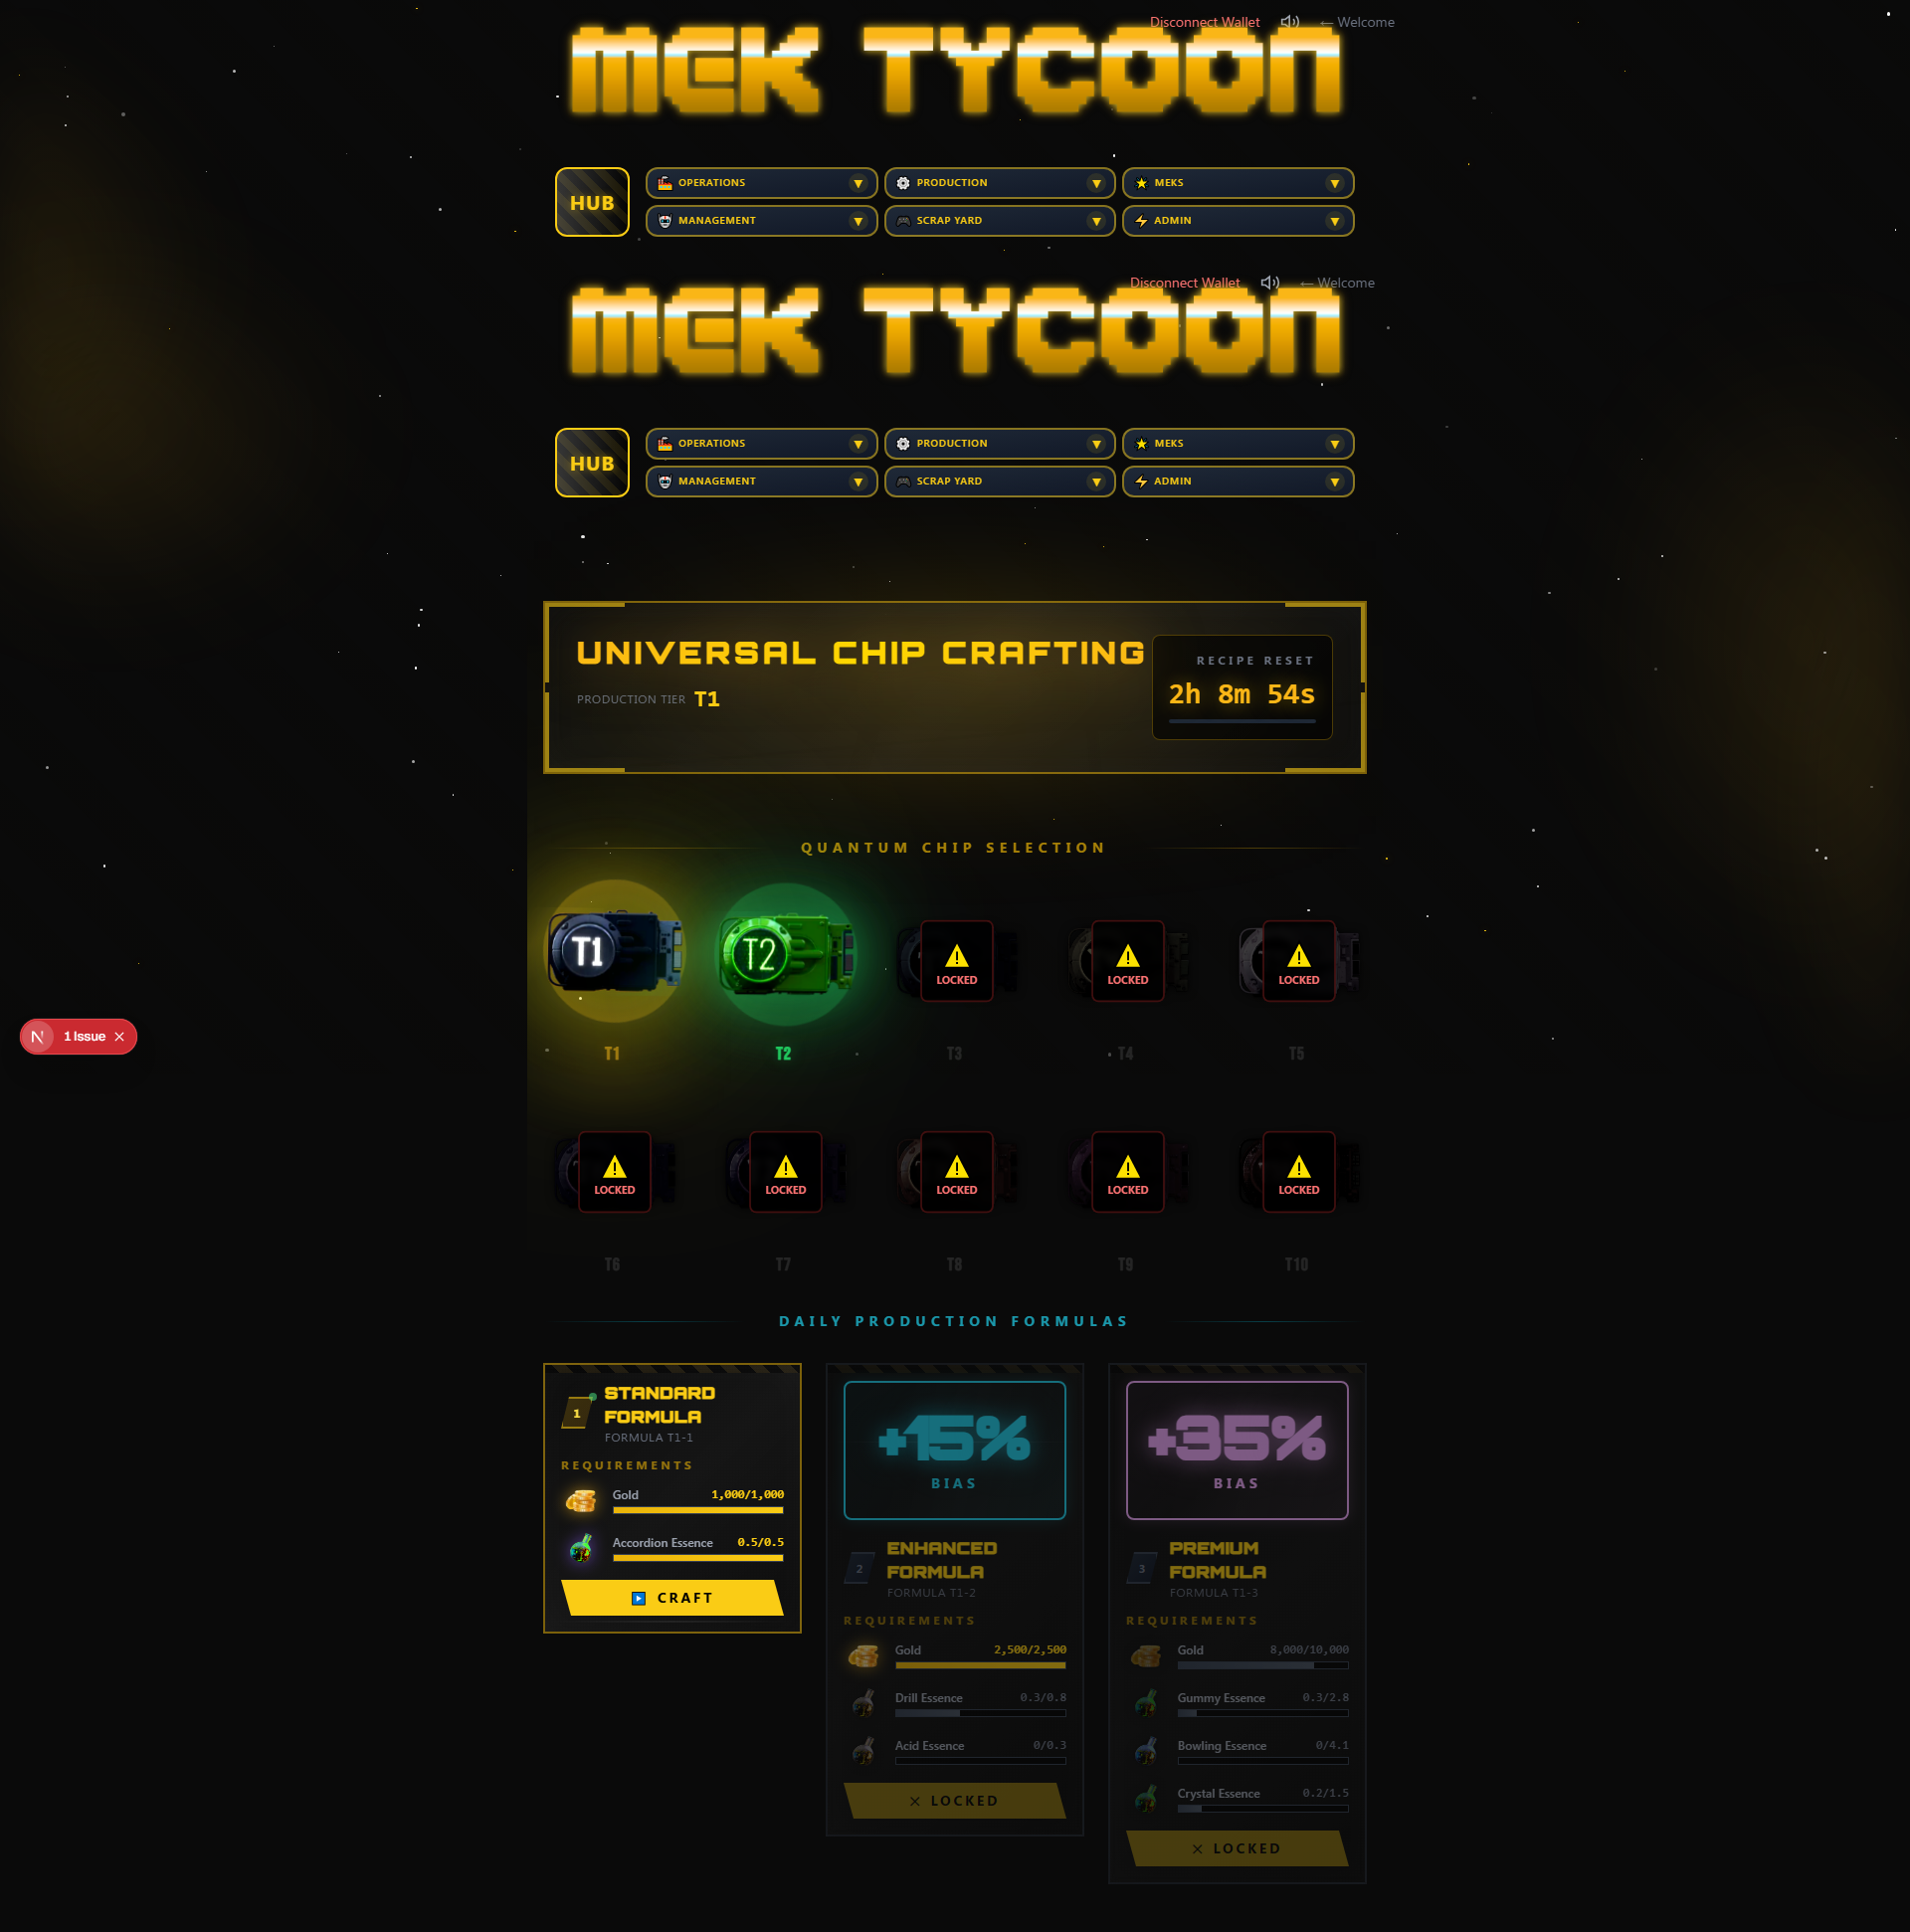 Disconnect Wallet ← Welcome
MEK TYCOON
HUB
OPERATIONS ▼ PRODUCTION ▼ MEKS ▼
MANAGEMENT ▼ SCRAP YARD ▼ ADMIN ▼
Disconnect Wallet ← Welcome
MEK TYCOON
HUB
OPERATIONS ▼ PRODUCTION ▼ MEKS ▼
MANAGEMENT ▼ SCRAP YARD ▼ ADMIN ▼
UNIVERSAL CHIP CRAFTING
PRODUCTION TIER T1
RECIPE RESET
2h 8m 54s
QUANTUM CHIP SELECTION
T1 T2
LOCKED LOCKED LOCKED
T1 T2 T3 T4 T5
N 1 Issue ×
LOCKED LOCKED LOCKED LOCKED LOCKED
T6 T7 T8 T9 T10
DAILY PRODUCTION FORMULAS
1
STANDARD
FORMULA
FORMULA T1-1
REQUIREMENTS
Gold 1,000/1,000
Accordion Essence 0.5/0.5
CRAFT
+15%
BIAS
2
ENHANCED
FORMULA
FORMULA T1-2
REQUIREMENTS
Gold 2,500/2,500
Drill Essence 0.3/0.8
Acid Essence 0/0.3
× LOCKED
+35%
BIAS
3
PREMIUM
FORMULA
FORMULA T1-3
REQUIREMENTS
Gold 8,000/10,000
Gummy Essence 0.3/2.8
Bowling Essence 0/4.1
Crystal Essence 0.2/1.5
× LOCKED